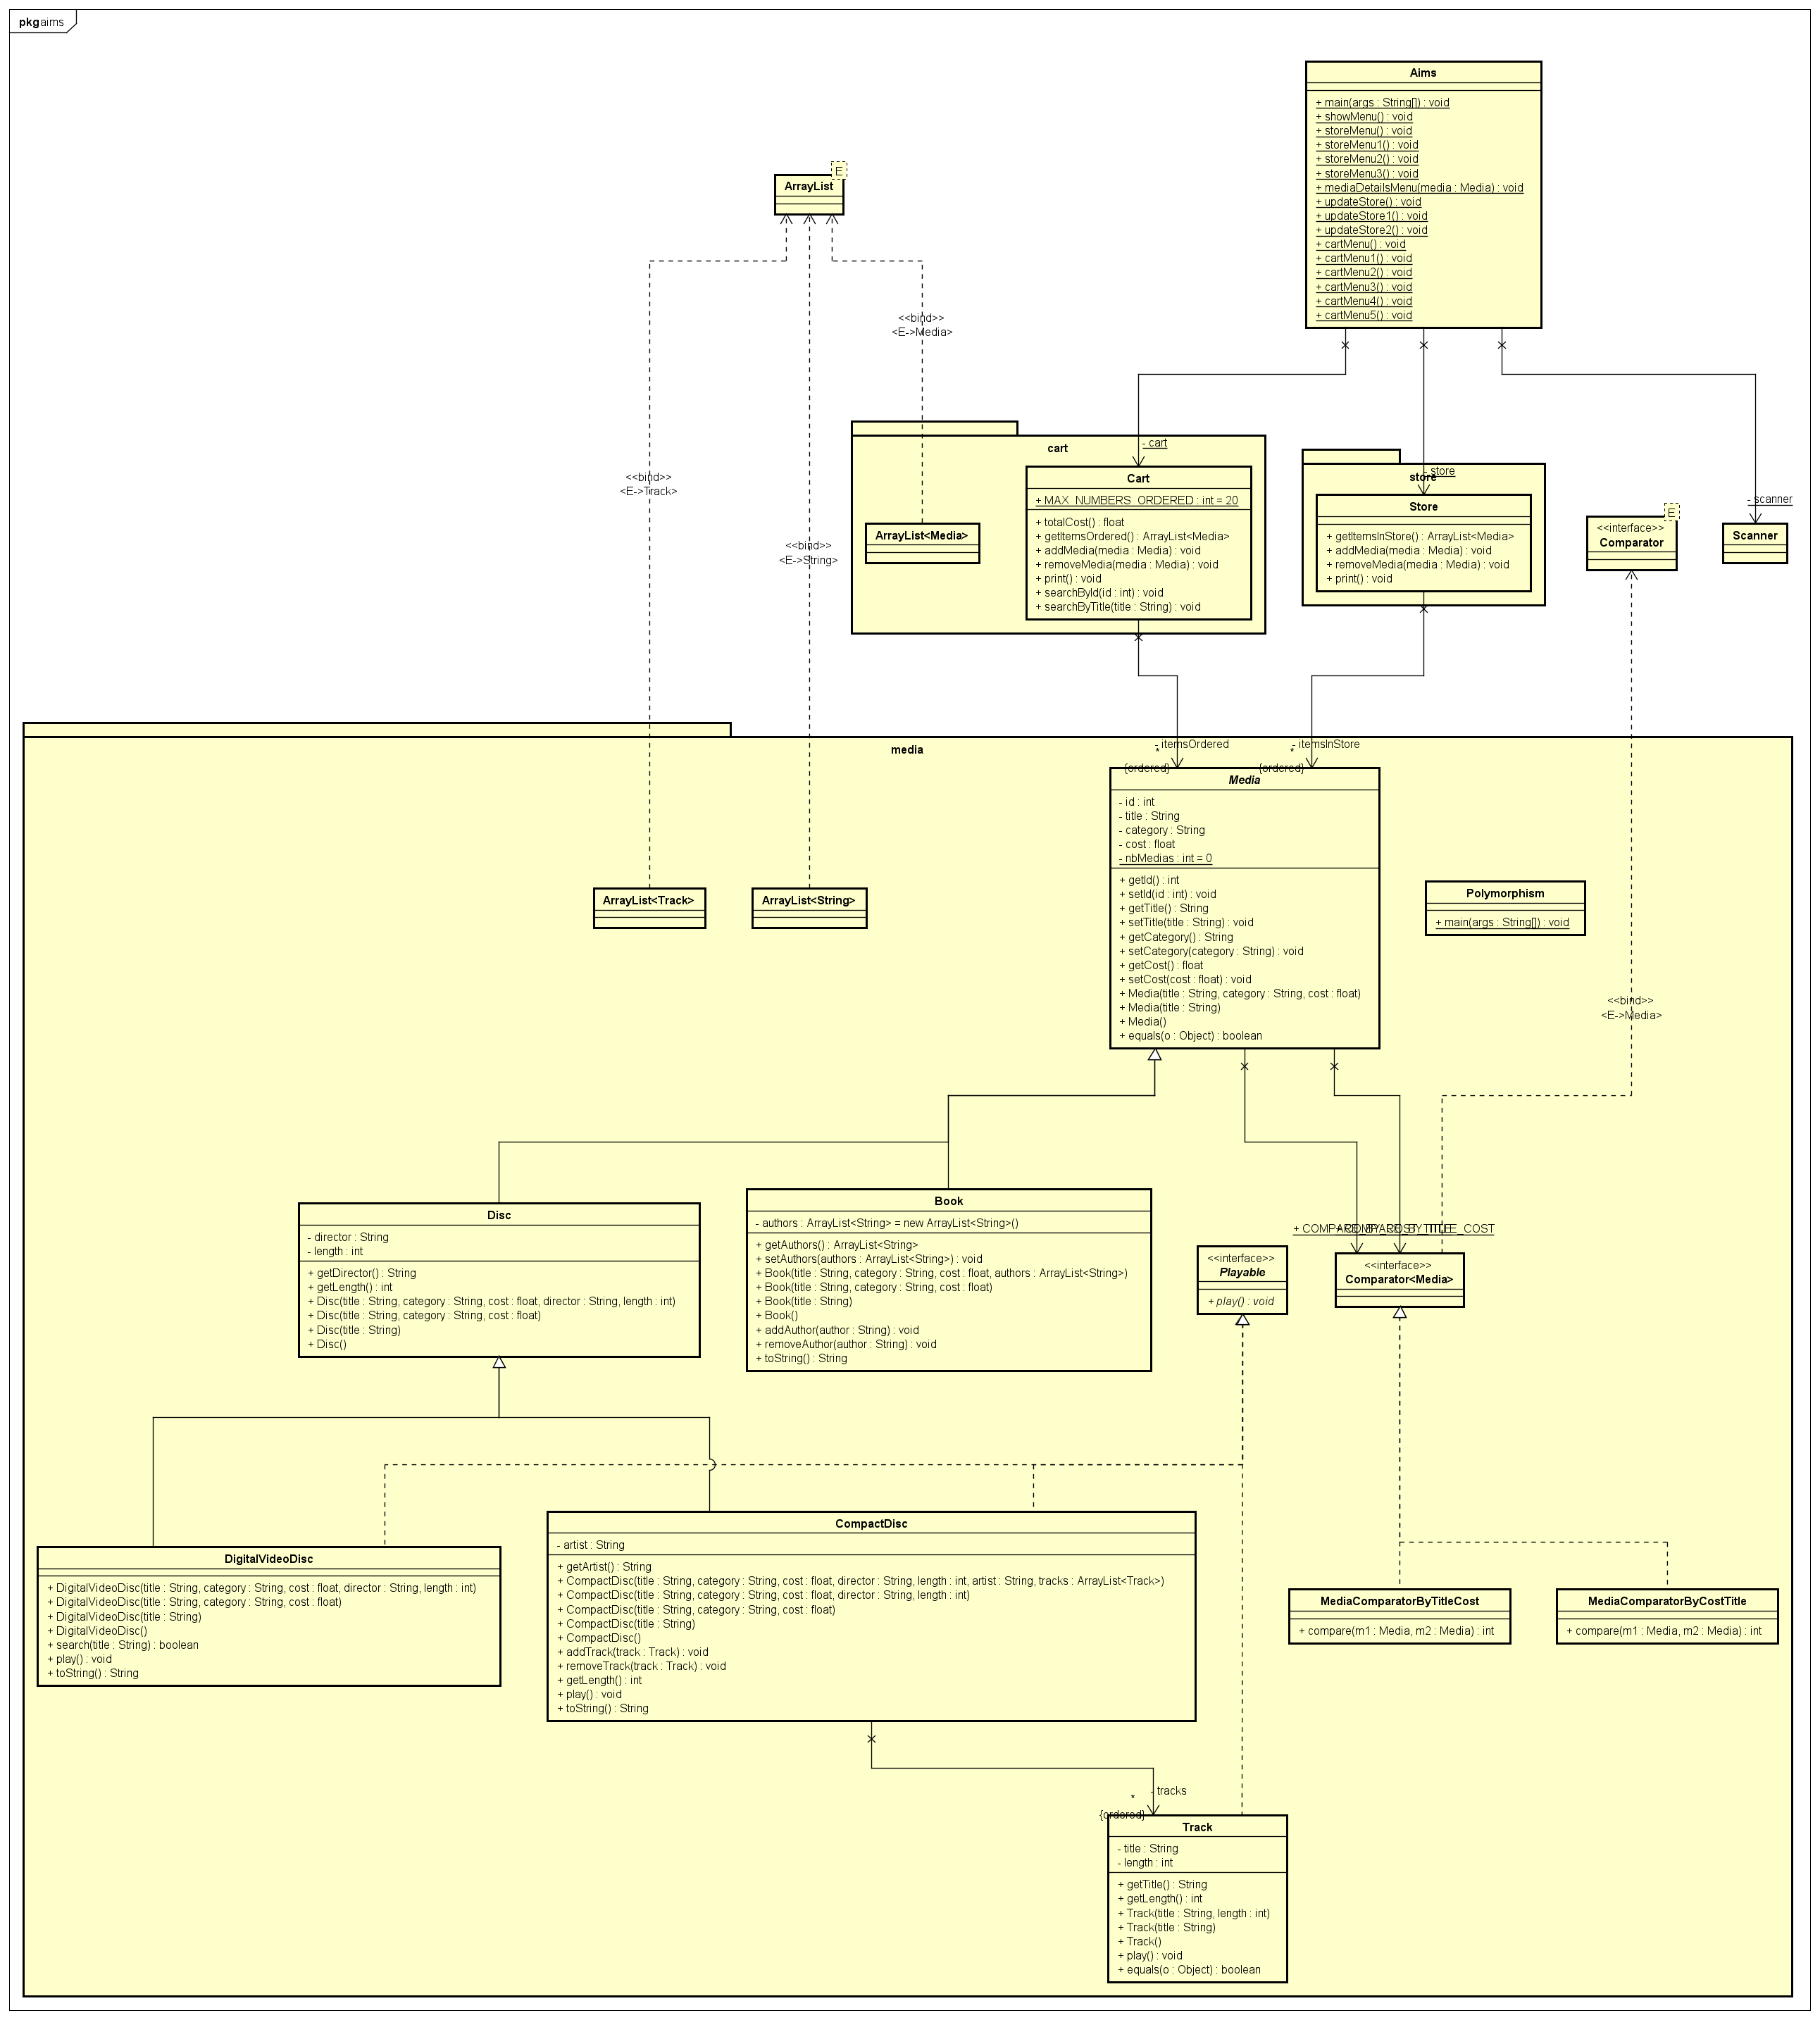 pkg aims
Aims
+ main(args : String[]) : void
+ showMenu() : void
+ storeMenu() : void
+ storeMenu1() : void
+ storeMenu2() : void
+ storeMenu3() : void
+ mediaDetailsMenu(media : Media) : void
+ updateStore() : void
+ updateStore1() : void
+ updateStore2() : void
+ cartMenu() : void
+ cartMenu1() : void
+ cartMenu2() : void
+ cartMenu3() : void
+ cartMenu4() : void
+ cartMenu5() : void
E
ArrayList
<<bind>>
<E->Media>
<<bind>>
<E->Track>
<<bind>>
<E->String>
cart
- cart
Cart
+ MAX_NUMBERS_ORDERED : int = 20
+ totalCost() : float
+ getItemsOrdered() : ArrayList<Media>
+ addMedia(media : Media) : void
+ removeMedia(media : Media) : void
+ print() : void
+ searchById(id : int) : void
+ searchByTitle(title : String) : void
ArrayList<Media>
store
- store
Store
+ getItemsInStore() : ArrayList<Media>
+ addMedia(media : Media) : void
+ removeMedia(media : Media) : void
+ print() : void
E
<<interface>>
Comparator
- scanner
Scanner
media
- itemsOrdered
*
{ordered}
- itemsInStore
*
{ordered}
Media
- id : int
- title : String
- category : String
- cost : float
- nbMedias : int = 0
+ getId() : int
+ setId(id : int) : void
+ getTitle() : String
+ setTitle(title : String) : void
+ getCategory() : String
+ setCategory(category : String) : void
+ getCost() : float
+ setCost(cost : float) : void
+ Media(title : String, category : String, cost : float)
+ Media(title : String)
+ Media()
+ equals(o : Object) : boolean
ArrayList<Track>
ArrayList<String>
Polymorphism
+ main(args : String[]) : void
<<bind>>
<E->Media>
Disc
- director : String
- length : int
+ getDirector() : String
+ getLength() : int
+ Disc(title : String, category : String, cost : float, director : String, length : int)
+ Disc(title : String, category : String, cost : float)
+ Disc(title : String)
+ Disc()
Book
- authors : ArrayList<String> = new ArrayList<String>()
+ getAuthors() : ArrayList<String>
+ setAuthors(authors : ArrayList<String>) : void
+ Book(title : String, category : String, cost : float, authors : ArrayList<String>)
+ Book(title : String, category : String, cost : float)
+ Book(title : String)
+ Book()
+ addAuthor(author : String) : void
+ removeAuthor(author : String) : void
+ toString() : String
<<interface>>
Playable
+ play() : void
<<interface>>
Comparator<Media>
DigitalVideoDisc
+ DigitalVideoDisc(title : String, category : String, cost : float, director : String, length : int)
+ DigitalVideoDisc(title : String, category : String, cost : float)
+ DigitalVideoDisc(title : String)
+ DigitalVideoDisc()
+ search(title : String) : boolean
+ play() : void
+ toString() : String
CompactDisc
- artist : String
+ getArtist() : String
+ CompactDisc(title : String, category : String, cost : float, director : String, length : int, artist : String, tracks : ArrayList<Track>)
+ CompactDisc(title : String, category : String, cost : float, director : String, length : int)
+ CompactDisc(title : String, category : String, cost : float)
+ CompactDisc(title : String)
+ CompactDisc()
+ addTrack(track : Track) : void
+ removeTrack(track : Track) : void
+ getLength() : int
+ play() : void
+ toString() : String
MediaComparatorByTitleCost
+ compare(m1 : Media, m2 : Media) : int
MediaComparatorByCostTitle
+ compare(m1 : Media, m2 : Media) : int
- tracks
*
{ordered}
Track
- title : String
- length : int
+ getTitle() : String
+ getLength() : int
+ Track(title : String, length : int)
+ Track(title : String)
+ Track()
+ play() : void
+ equals(o : Object) : boolean